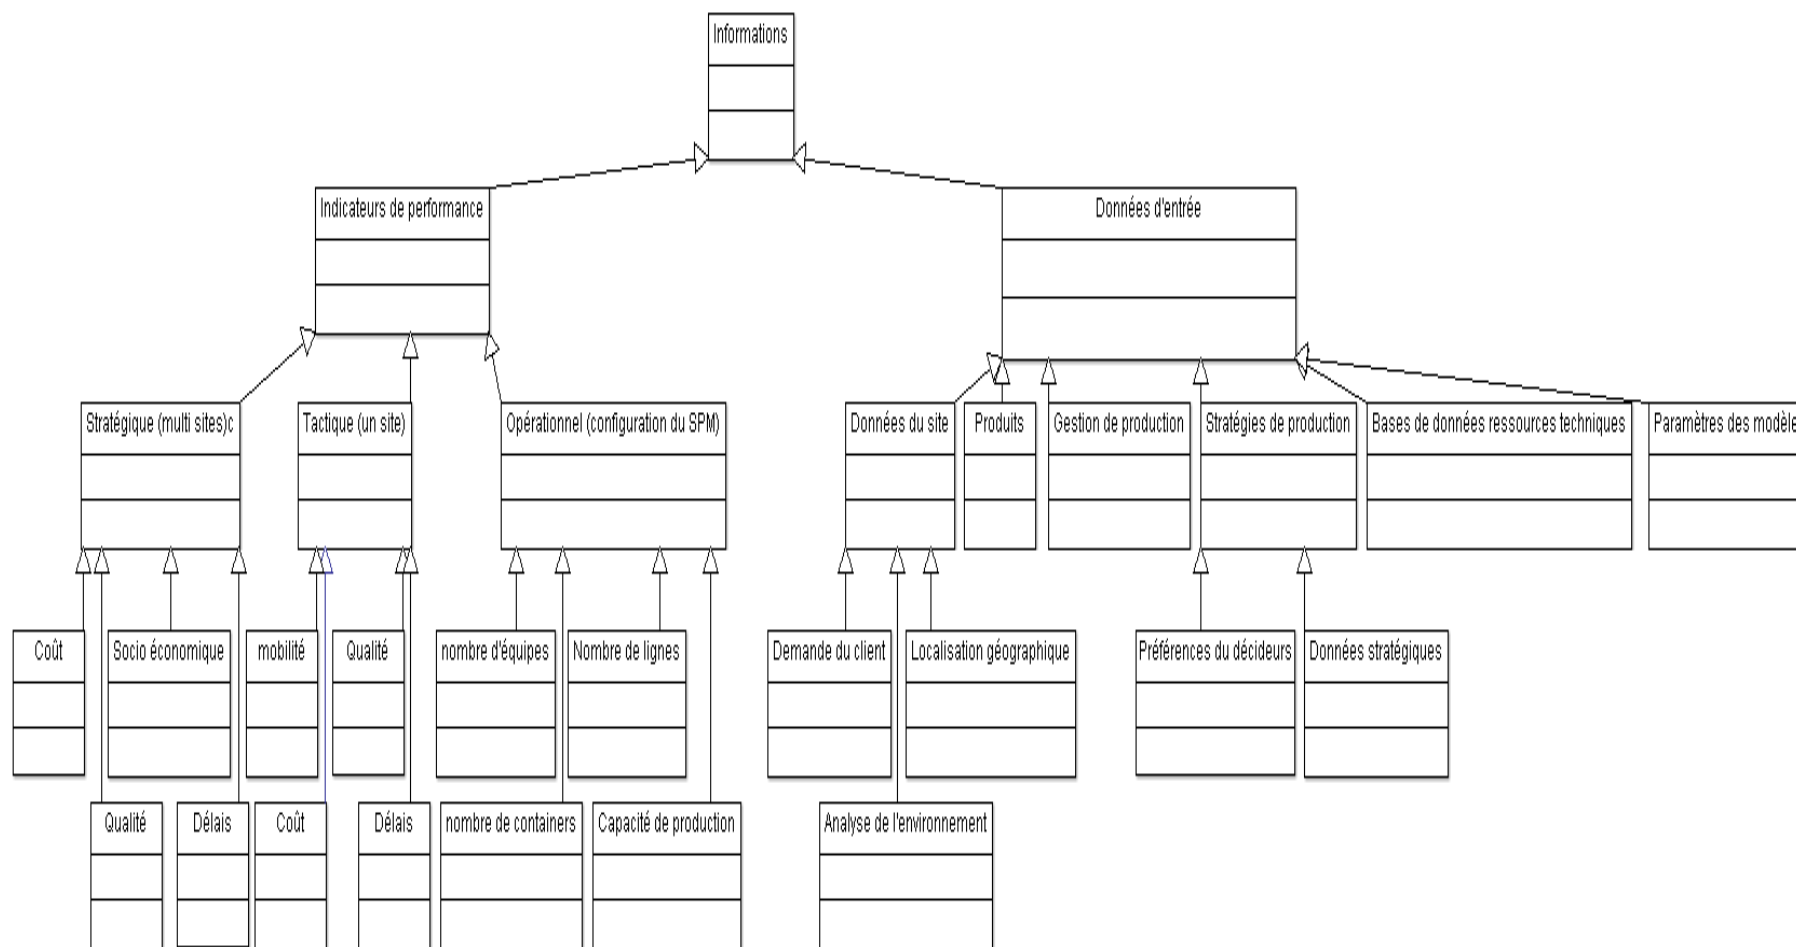 Informations
Indicateurs de performance
Données d'entrée
Stratégique (multi sites)c
Tactique (un site)
Opérationnel (configuration du SPM)
Données du site
Produits
Gestion de production
Stratégies de production
Bases de données ressources techniques
Paramètres des modèle
Coût
Socio économique
mobilité
Qualité
nombre d'équipes
Nombre de lignes
Demande du client
Localisation géographique
Préférences du décideurs
Données stratégiques
Qualité
Délais
Coût
Délais
nombre de containers
Capacité de production
Analyse de l'environnement